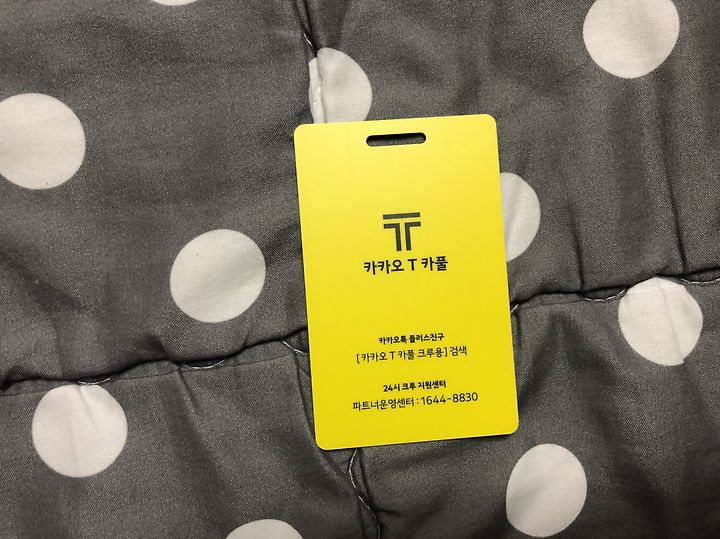 카카오 T 카풀
카카오톡 플러스친구
[카카오 T 카풀 크루용] 검색
24시 크루 지원센터
파트너운영센터 : 1644-8830